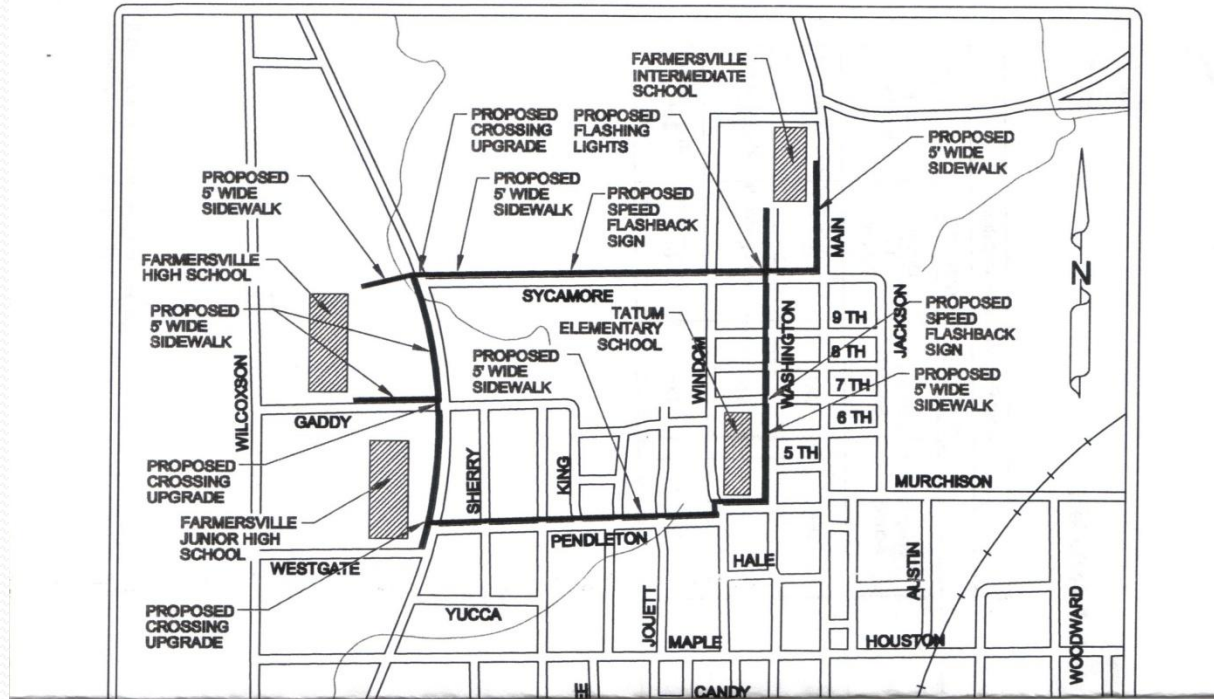 FARMERSVILLE
INTERMEDIATE
SCHOOL
PROPOSED
CROSSING
UPGRADE
PROPOSED
FLASHING
LIGHTS
PROPOSED
5' WIDE
SIDEWALK
PROPOSED
5' WIDE
SIDEWALK
PROPOSED
5' WIDE
SIDEWALK
PROPOSED
SPEED
FLASHBACK
SIGN
MAIN
N
FARMERSVILLE
HIGH SCHOOL
SYCAMORE
PROPOSED
5' WIDE
SIDEWALK
TATUM
ELEMENTARY
SCHOOL
WASHINGTON
9 TH
JACKSON
PROPOSED
SPEED
FLASHBACK
SIGN
PROPOSED
5' WIDE
SIDEWALK
WINDOM
8 TH
7 TH
PROPOSED
5' WIDE
SIDEWALK
WILCOXSON
GADDY
6 TH
5 TH
PROPOSED
CROSSING
UPGRADE
SHERRY
KING
MURCHISON
FARMERSVILLE
JUNIOR HIGH
SCHOOL
PENDLETON
WESTGATE
HALE
AUSTIN
PROPOSED
CROSSING
UPGRADE
YUCCA
JOUETT
MAPLE
HOUSTON
WOODWARD
CANDY